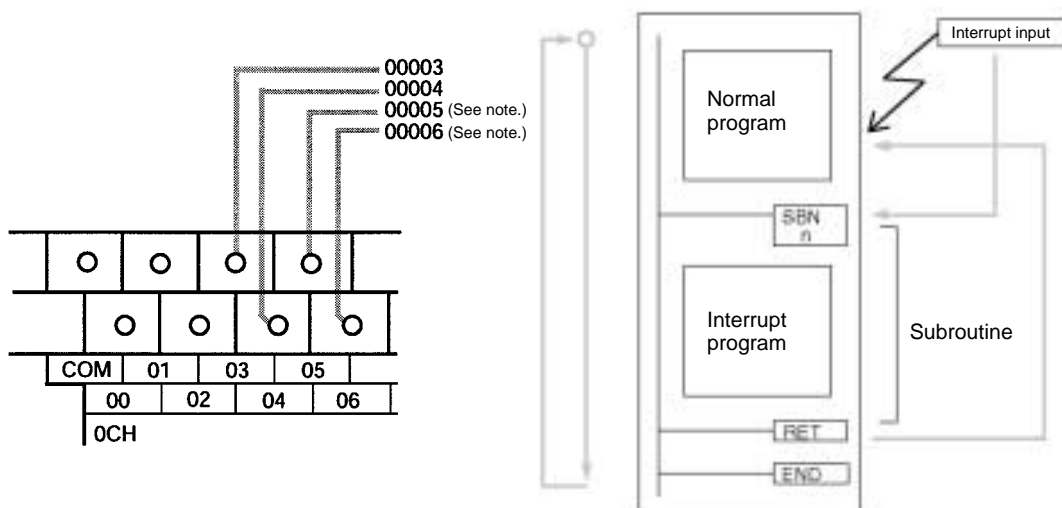 00003
00004
00005 (See note.)
00006 (See note.)
COM 01 03 05
00 02 04 06
0CH
Interrupt input
Normal
program
SBN
n
Interrupt
program
Subroutine
RET
END